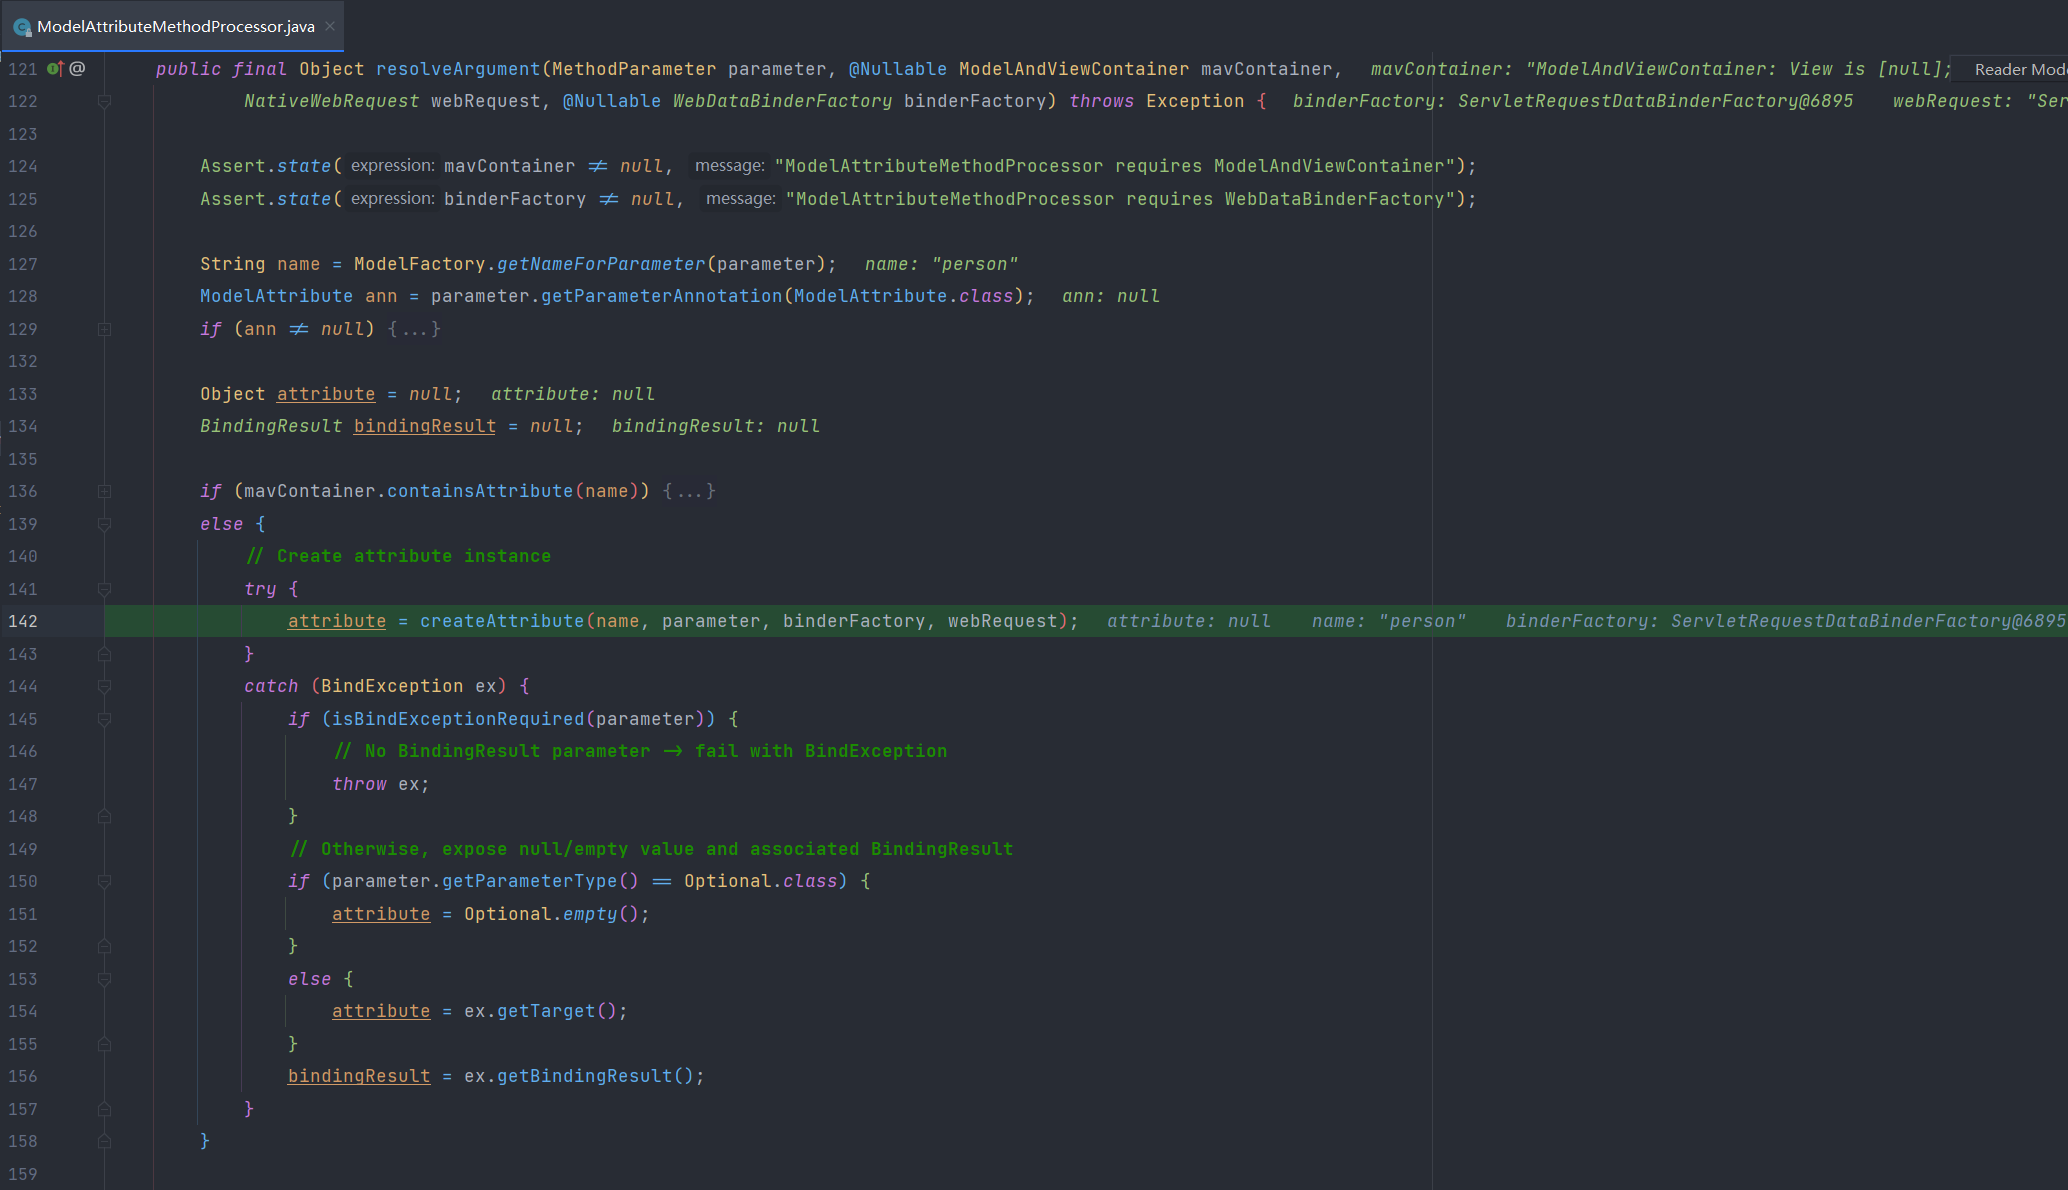 ModelAttributeMethodProcessor.java
121 public final Object resolveArgument(MethodParameter parameter, @Nullable ModelAndViewContainer mavContainer, mavContainer: "ModelAndViewContainer: View is [null]; Reader Mod
122 NativeWebRequest webRequest, @Nullable WebDataBinderFactory binderFactory) throws Exception { binderFactory: ServletRequestDataBinderFactory@6895 webRequest: "Ser
123
124 Assert.state( expression: mavContainer ≠ null, message: "ModelAttributeMethodProcessor requires ModelAndViewContainer");
125 Assert.state( expression: binderFactory ≠ null, message: "ModelAttributeMethodProcessor requires WebDataBinderFactory");
126
127 String name = ModelFactory.getNameForParameter(parameter); name: "person"
128 ModelAttribute ann = parameter.getParameterAnnotation(ModelAttribute.class); ann: null
129 if (ann ≠ null) {...}
132
133 Object attribute = null; attribute: null
134 BindingResult bindingResult = null; bindingResult: null
135
136 if (mavContainer.containsAttribute(name)) {...}
139 else {
140 // Create attribute instance
141 try {
142 attribute = createAttribute(name, parameter, binderFactory, webRequest); attribute: null name: "person" binderFactory: ServletRequestDataBinderFactory@6895
143 }
144 catch (BindException ex) {
145 if (isBindExceptionRequired(parameter)) {
146 // No BindingResult parameter → fail with BindException
147 throw ex;
148 }
149 // Otherwise, expose null/empty value and associated BindingResult
150 if (parameter.getParameterType() == Optional.class) {
151 attribute = Optional.empty();
152 }
153 else {
154 attribute = ex.getTarget();
155 }
156 bindingResult = ex.getBindingResult();
157 }
158 }
159